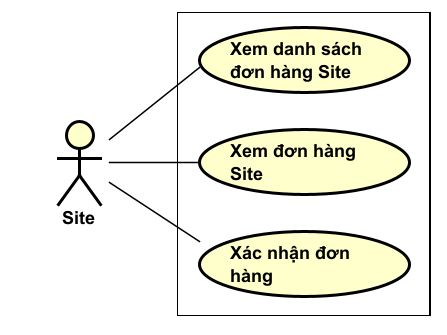 Xem danh sách
đơn hàng Site
Xem đơn hàng
Site
Site
Xác nhận đơn
hàng